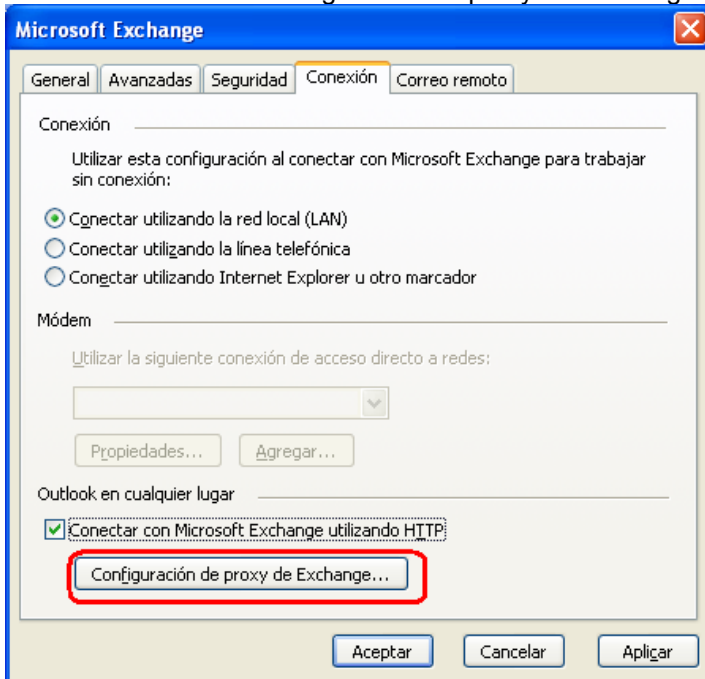 Microsoft Exchange
General Avanzadas Seguridad Conexión Correo remoto
Conexión
Utilizar esta configuración al conectar con Microsoft Exchange para trabajar
sin conexión:
Conectar utilizando la red local (LAN)
Conectar utilizando la línea telefónica
Conectar utilizando Internet Explorer u otro marcador
Módem
Utilizar la siguiente conexión de acceso directo a redes:
Propiedades... Agregar...
Outlook en cualquier lugar
Conectar con Microsoft Exchange utilizando HTTP
Configuración de proxy de Exchange...
Aceptar Cancelar Aplicar